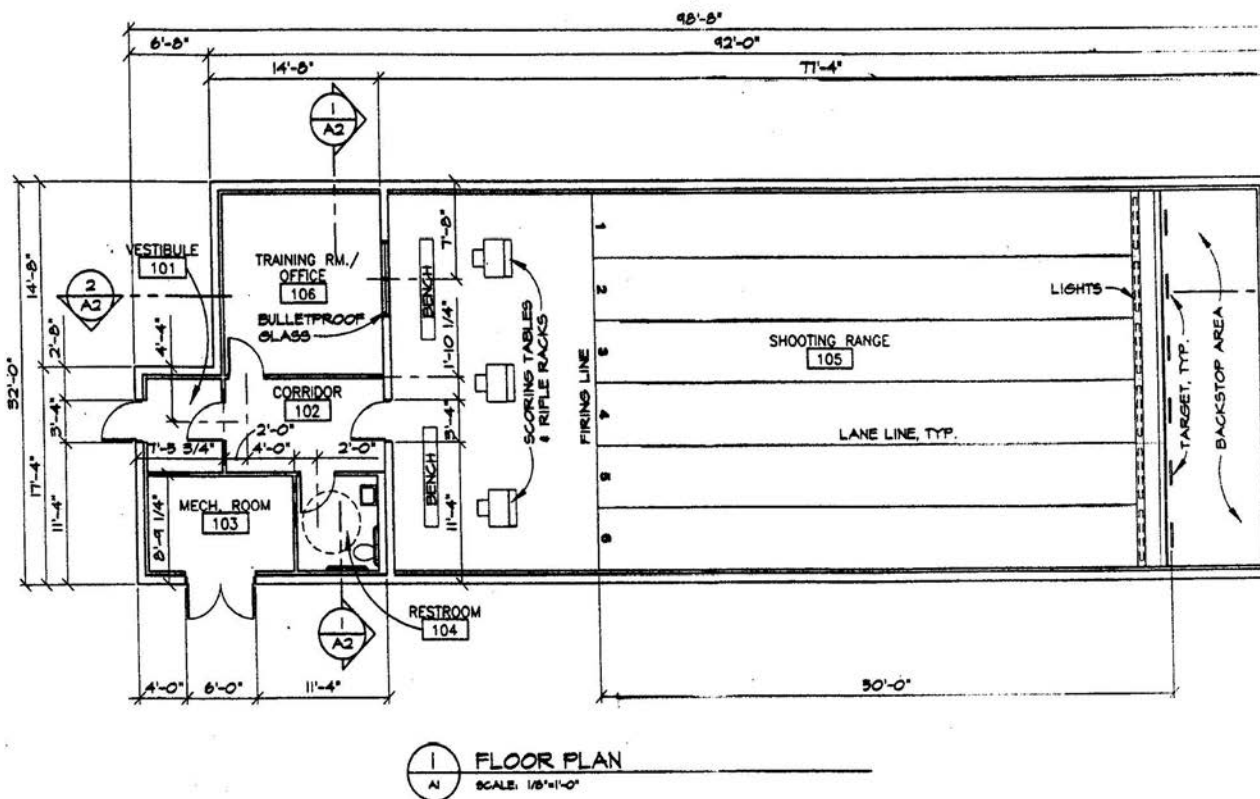 98'-8"
6'-8"
92'-0"
14'-8"
77'-4"
1
A2
VESTIBULE
101
2
A2
TRAINING RM./
OFFICE
106
BULLETPROOF
GLASS
BENCH
7'-8"
1'-10 1/4"
SCORING TABLES
& RIFLE RACKS
FIRING LINE
1
2
3
4
5
6
LIGHTS
SHOOTING RANGE
105
LANE LINE, TYP.
TARGET, TYP.
BACKSTOP AREA
32'-0"
14'-8"
17'-4"
2'-8"
3'-4"
11'-4"
4'-4"
CORRIDOR
102
2'-0"
7'-5 3/4"
4'-0"
2'-0"
3'-4"
BENCH
11'-4"
MECH. ROOM
103
8'-9 1/4"
RESTROOM
104
1
A2
4'-0"
6'-0"
11'-4"
50'-0"
1
A1
FLOOR PLAN
SCALE: 1/8"=1'-0"